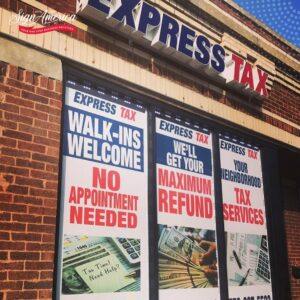 Sign America
EXPRESS TAX
EXPRESS TAX
WALK-INS
WELCOME
NO
APPOINTMENT
NEEDED
Tax Time!
Need Help?
EXPRESS TAX
WE'LL
GET YOUR
MAXIMUM
REFUND
EXPRESS TAX
YOUR
NEIGHBORHOOD
TAX
SERVICES